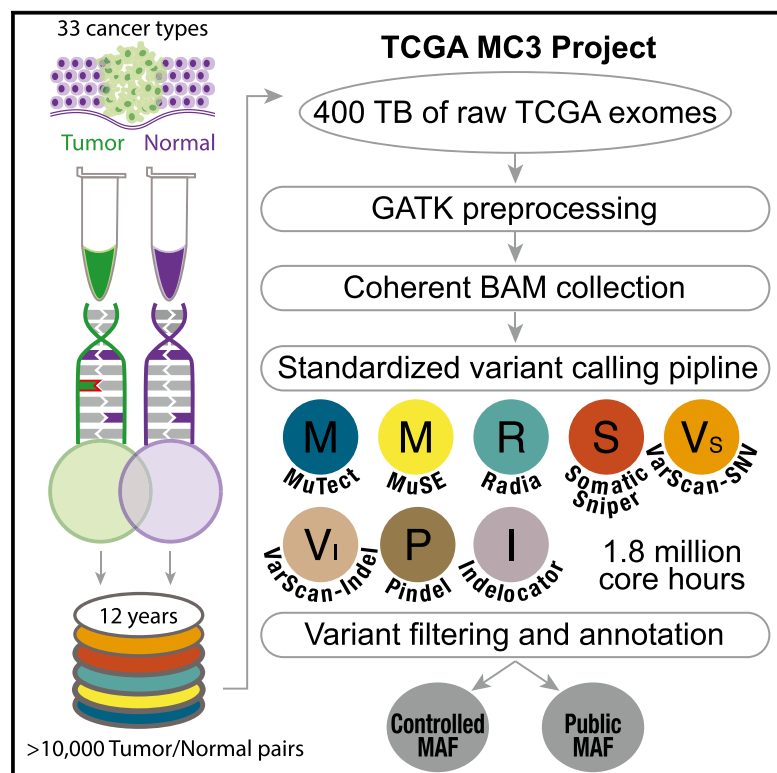 33 cancer types
Tumor Normal
12 years
>10,000 Tumor/Normal pairs
TCGA MC3 Project
400 TB of raw TCGA exomes
GATK preprocessing
Coherent BAM collection
Standardized variant calling pipline
M M R S Vs
MuTect MuSE Radia Somatic Sniper VarScan-SNV
VI P I
VarScan-Indel Pindel Indelocator
1.8 million
core hours
Variant filtering and annotation
Controlled
MAF
Public
MAF